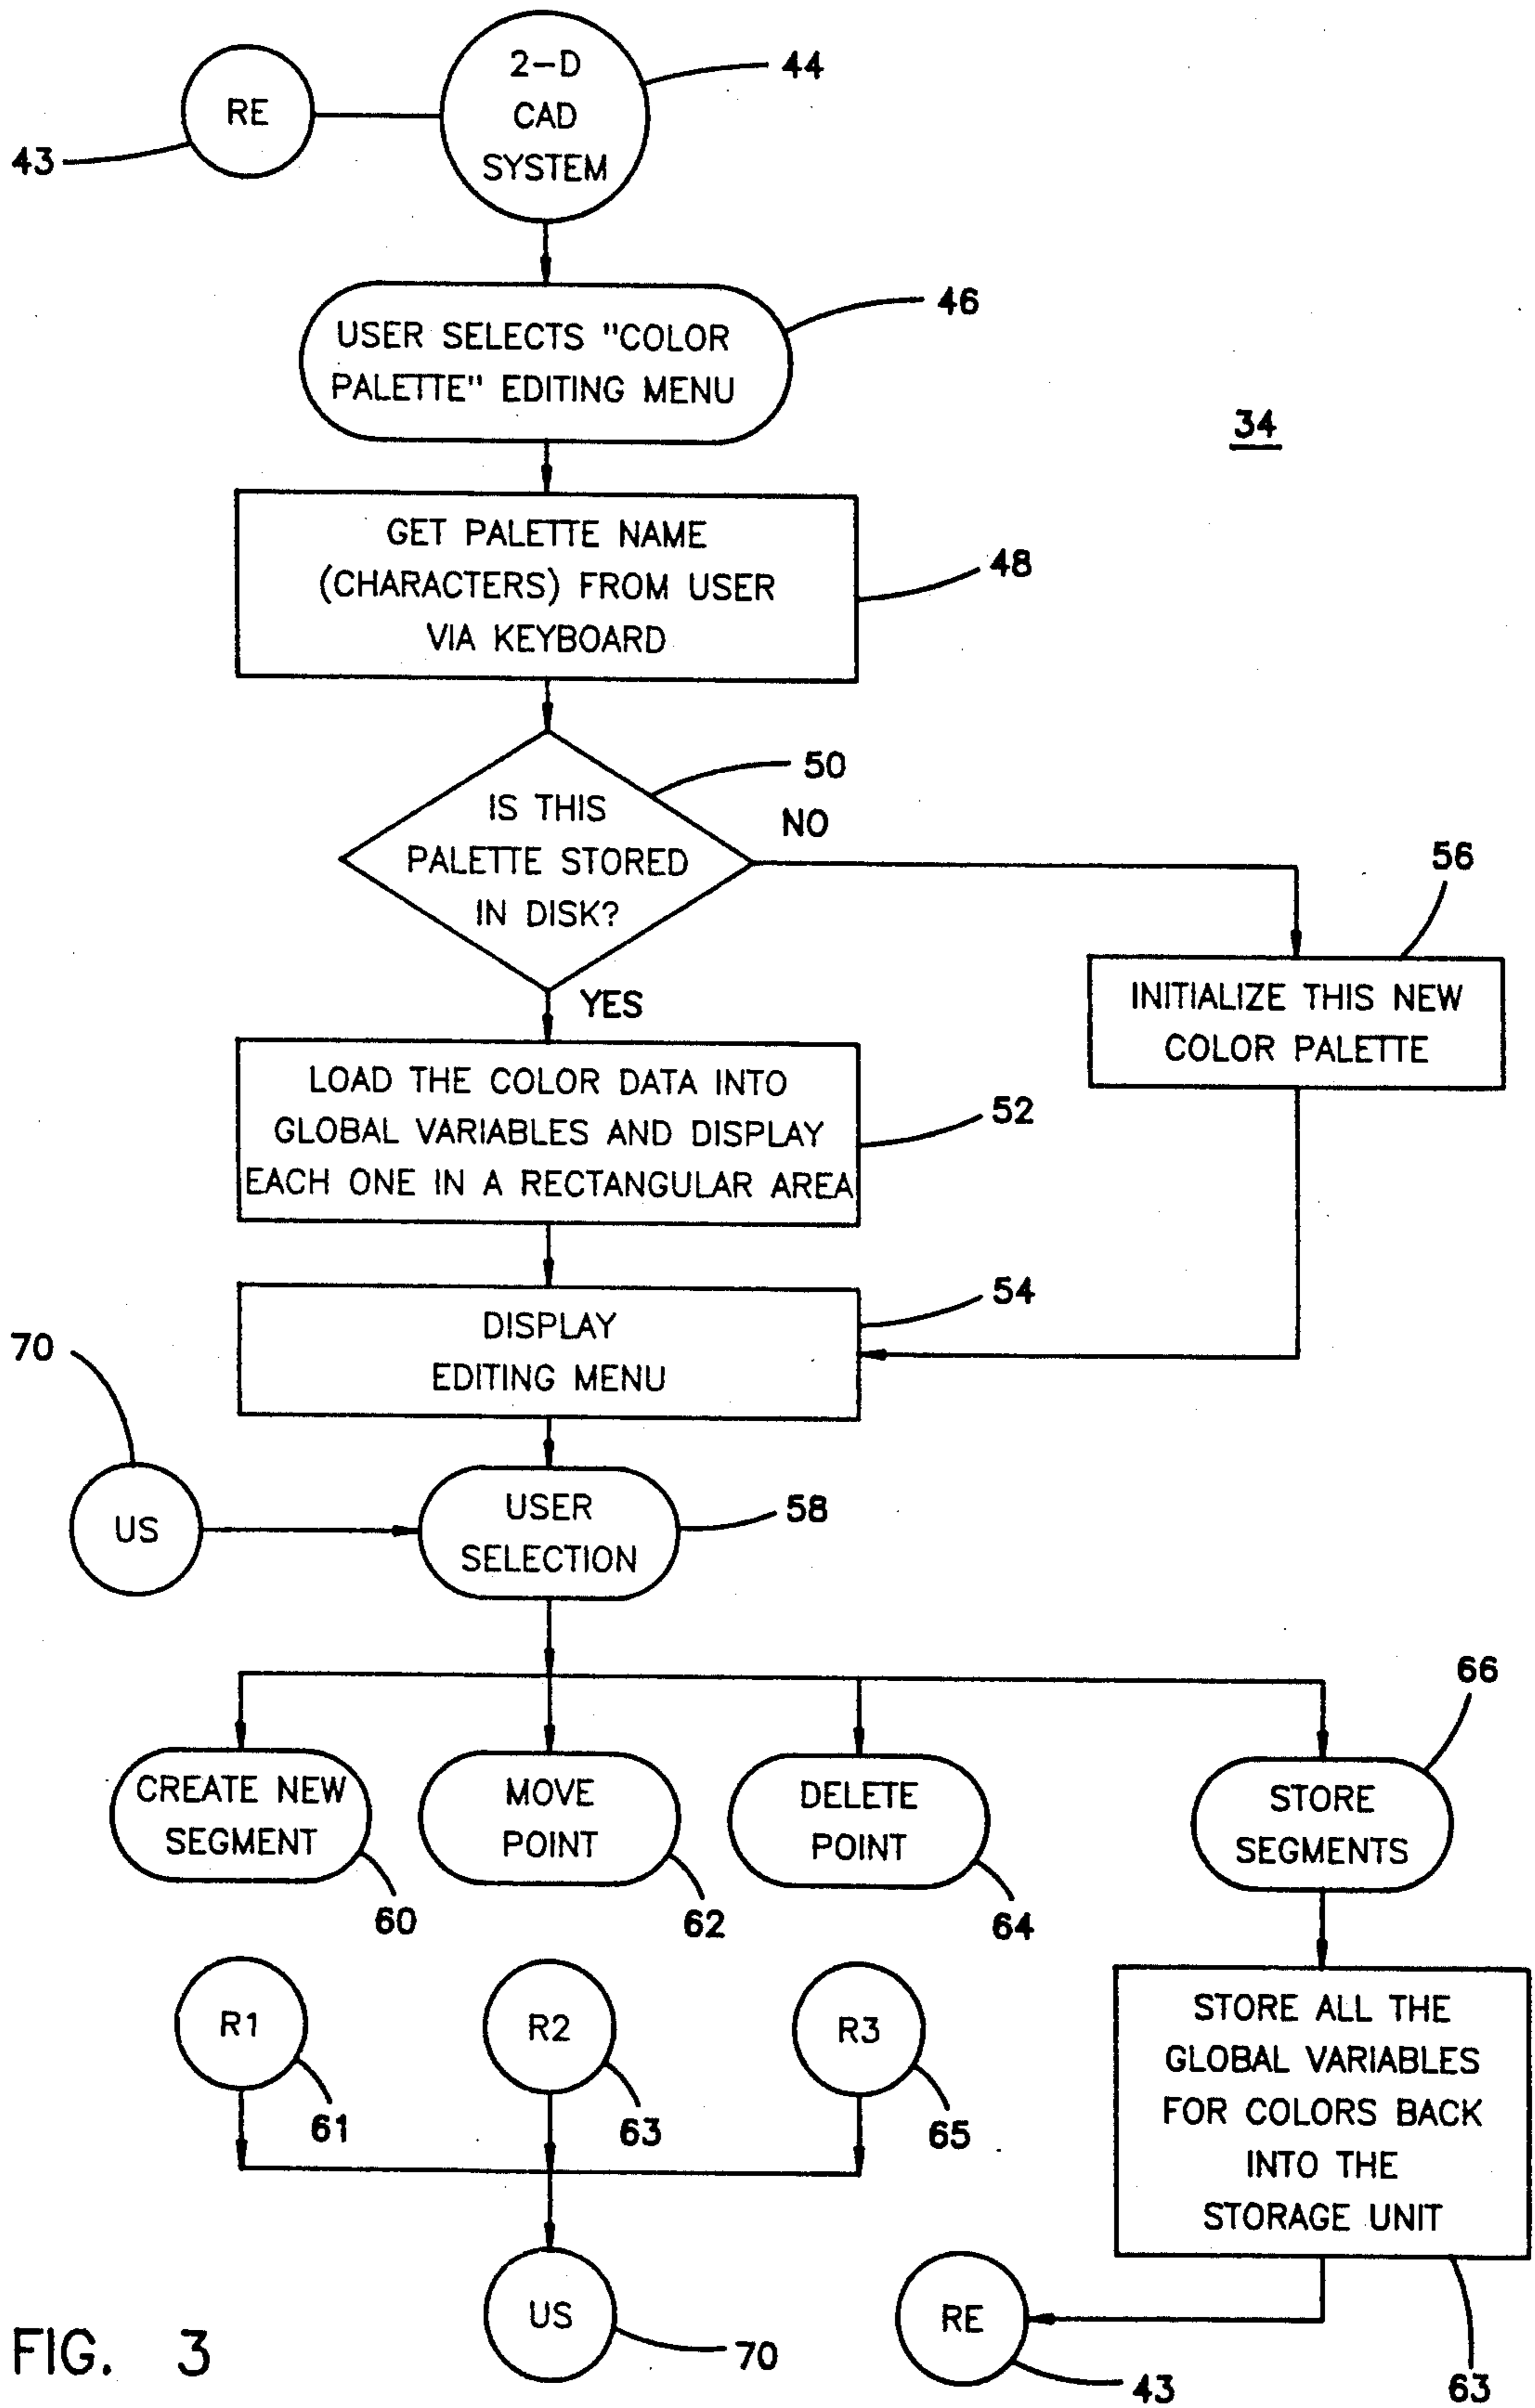 2-D
CAD
SYSTEM
44
RE
43
USER SELECTS "COLOR
PALETTE" EDITING MENU
46
34
GET PALETTE NAME
(CHARACTERS) FROM USER
VIA KEYBOARD
48
IS THIS
PALETTE STORED
IN DISK?
50
NO
YES
56
INITIALIZE THIS NEW
COLOR PALETTE
LOAD THE COLOR DATA INTO
GLOBAL VARIABLES AND DISPLAY
EACH ONE IN A RECTANGULAR AREA
52
DISPLAY
EDITING MENU
54
70
US
USER
SELECTION
58
CREATE NEW
SEGMENT
60
MOVE
POINT
62
DELETE
POINT
64
STORE
SEGMENTS
66
R1
61
R2
63
R3
65
STORE ALL THE
GLOBAL VARIABLES
FOR COLORS BACK
INTO THE
STORAGE UNIT
63
US
70
RE
43
FIG. 3